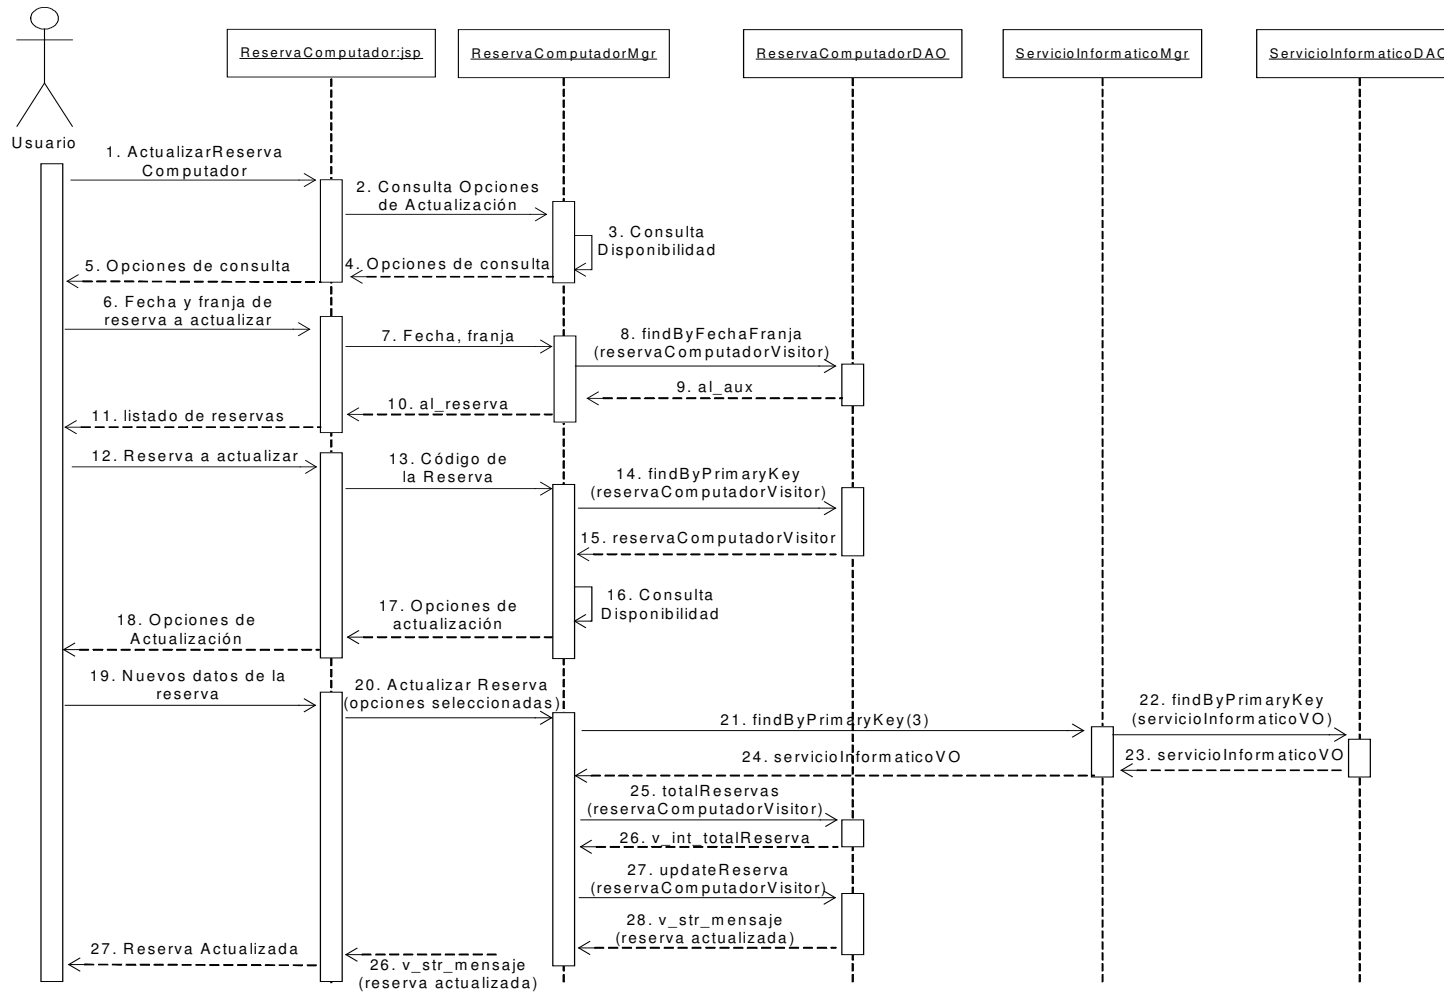 ReservaComputador:jsp
ReservaComputadorMgr
ReservaComputadorDAO
ServicioInformaticoMgr
ServicioInformaticoDAO
Usuario
1. ActualizarReserva
Computador
2. Consulta Opciones
de Actualización
3. Consulta
Disponibilidad
4. Opciones de consulta
5. Opciones de consulta
6. Fecha y franja de
reserva a actualizar
7. Fecha, franja
8. findByFechaFranja
(reservaComputadorVisitor)
9. al_aux
10. al_reserva
11. listado de reservas
12. Reserva a actualizar
13. Código de
la Reserva
14. findByPrimaryKey
(reservaComputadorVisitor)
15. reservaComputadorVisitor
16. Consulta
Disponibilidad
17. Opciones de
actualización
18. Opciones de
Actualización
19. Nuevos datos de la
reserva
20. Actualizar Reserva
(opciones seleccionadas)
21. findByPrimaryKey(3)
22. findByPrimaryKey
(servicioInformaticoVO)
23. servicioInformaticoVO
24. servicioInformaticoVO
25. totalReservas
(reservaComputadorVisitor)
26. v_int_totalReserva
27. updateReserva
(reservaComputadorVisitor)
28. v_str_mensaje
(reserva actualizada)
26. v_str_mensaje
(reserva actualizada)
27. Reserva Actualizada